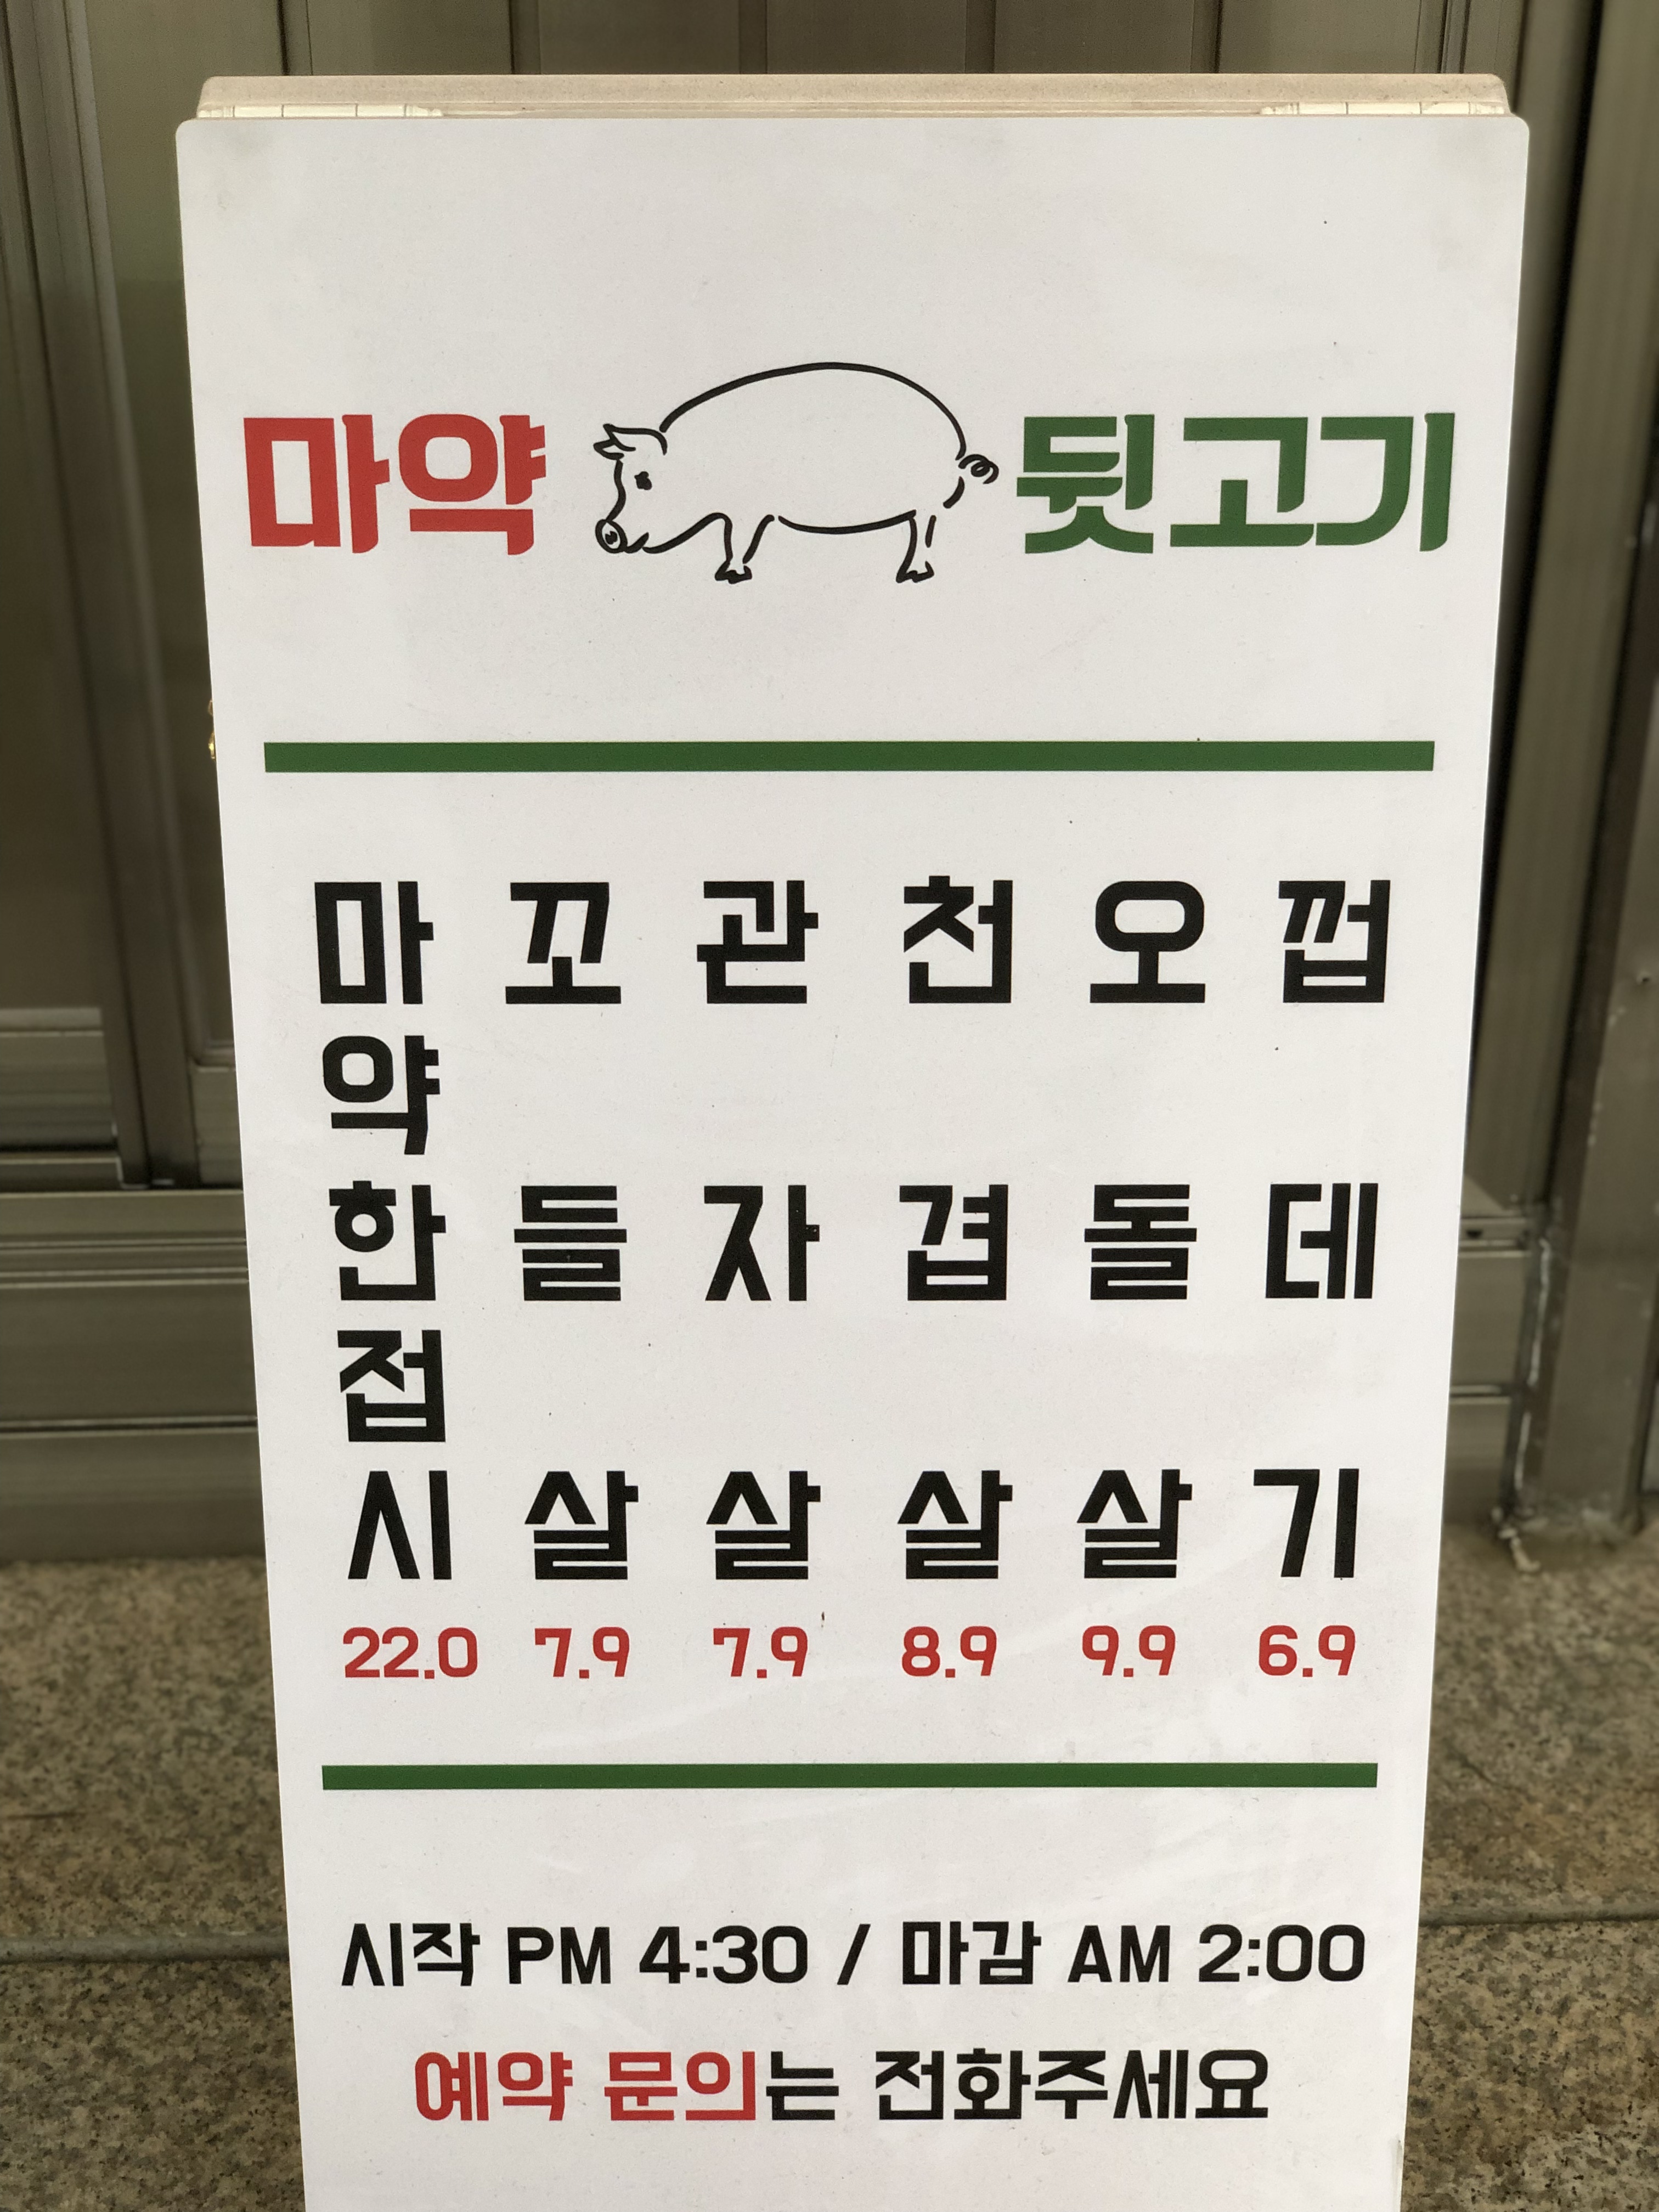 마약 뒷고기
마약한접시 22.0
꼬들살 7.9
관자살 7.9
천겹살 8.9
오돌살 9.9
껍데기 6.9
시작 PM 4:30 / 마감 AM 2:00
예약 문의는 전화주세요